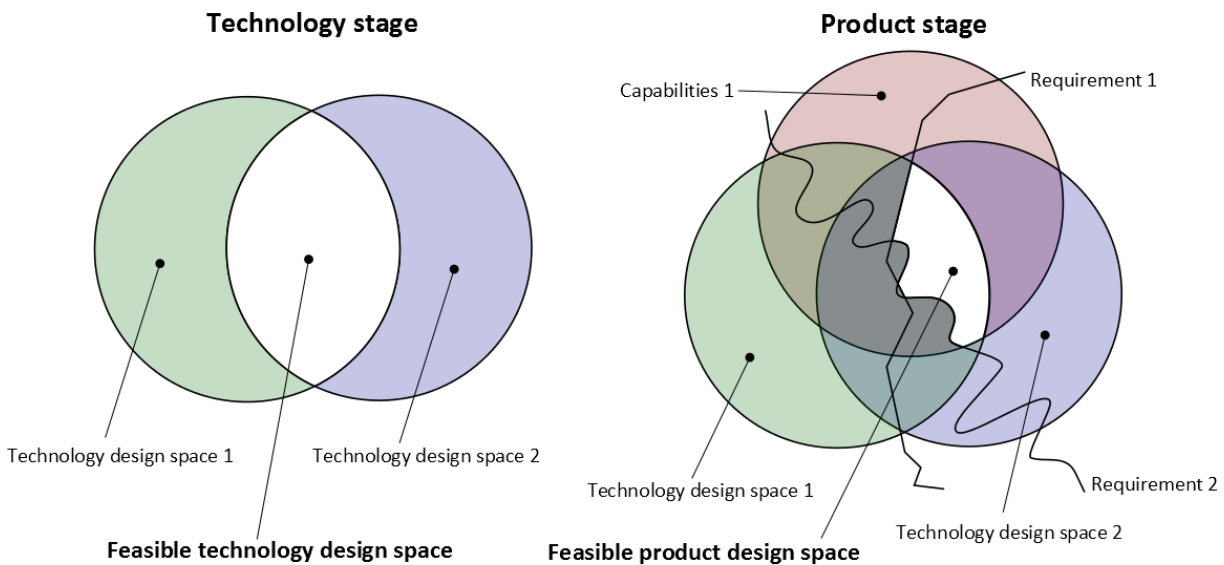 Technology stage
Technology design space 1
Technology design space 2
Feasible technology design space
Product stage
Capabilities 1
Requirement 1
Technology design space 1
Requirement 2
Technology design space 2
Feasible product design space